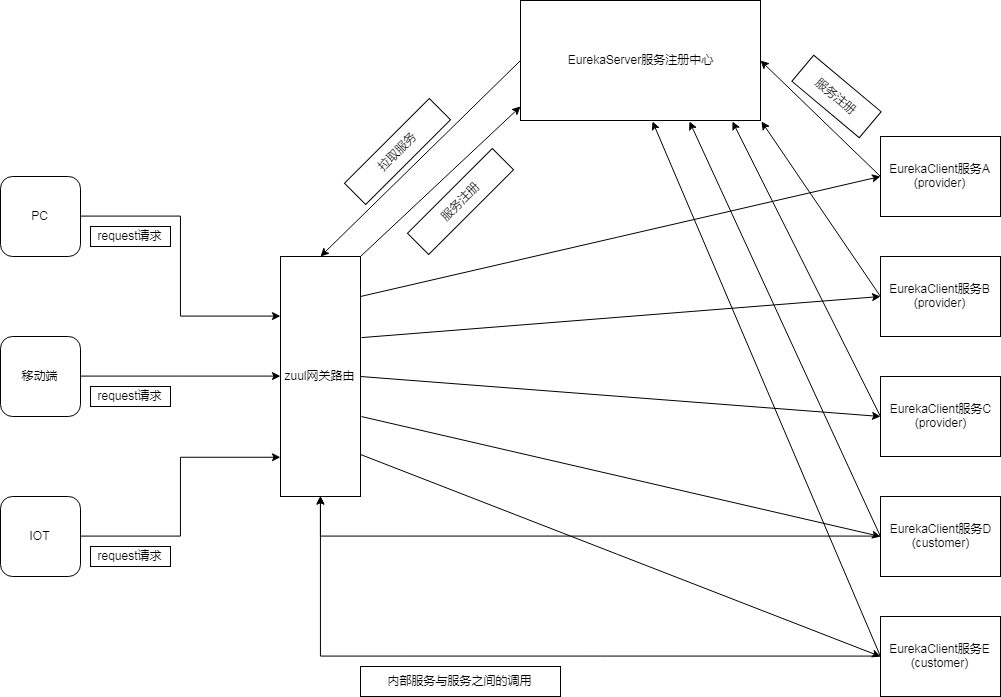 EurekaServer服务注册中心
服务注册
拉取服务
服务注册
EurekaClient服务A
(provider)
PC
request请求
EurekaClient服务B
(provider)
移动端
request请求
zuul网关路由
EurekaClient服务C
(provider)
IOT
request请求
EurekaClient服务D
(customer)
EurekaClient服务E
(customer)
内部服务与服务之间的调用